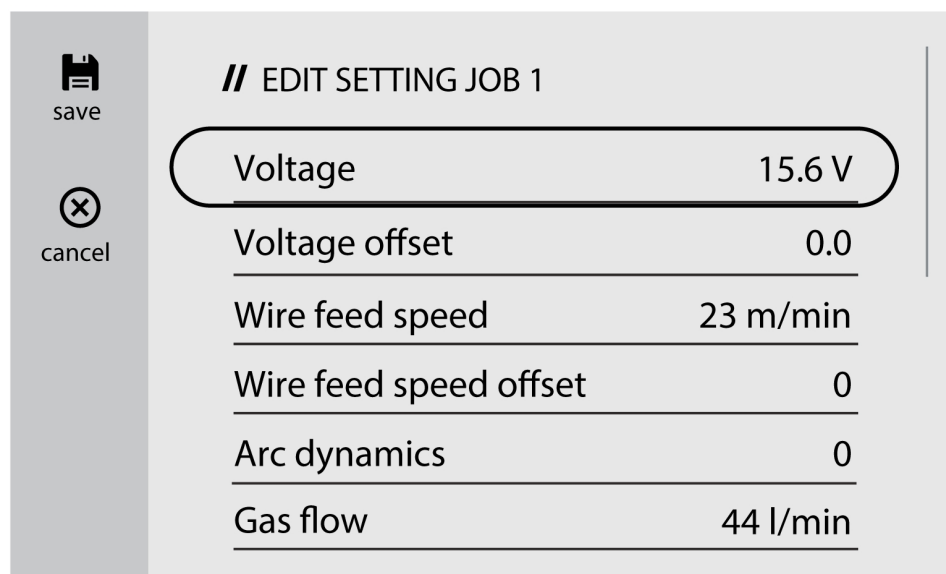 save
cancel
// EDIT SETTING JOB 1
Voltage 15.6 V
Voltage offset 0.0
Wire feed speed 23 m/min
Wire feed speed offset 0
Arc dynamics 0
Gas flow 44 l/min